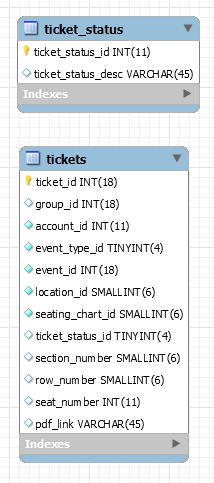 ticket_status
ticket_status_id INT(11)
ticket_status_desc VARCHAR(45)
Indexes
tickets
ticket_id INT(18)
group_id INT(18)
account_id INT(11)
event_type_id TINYINT(4)
event_id INT(18)
location_id SMALLINT(6)
seating_chart_id SMALLINT(6)
ticket_status_id TINYINT(4)
section_number SMALLINT(6)
row_number SMALLINT(6)
seat_number INT(11)
pdf_link VARCHAR(45)
Indexes